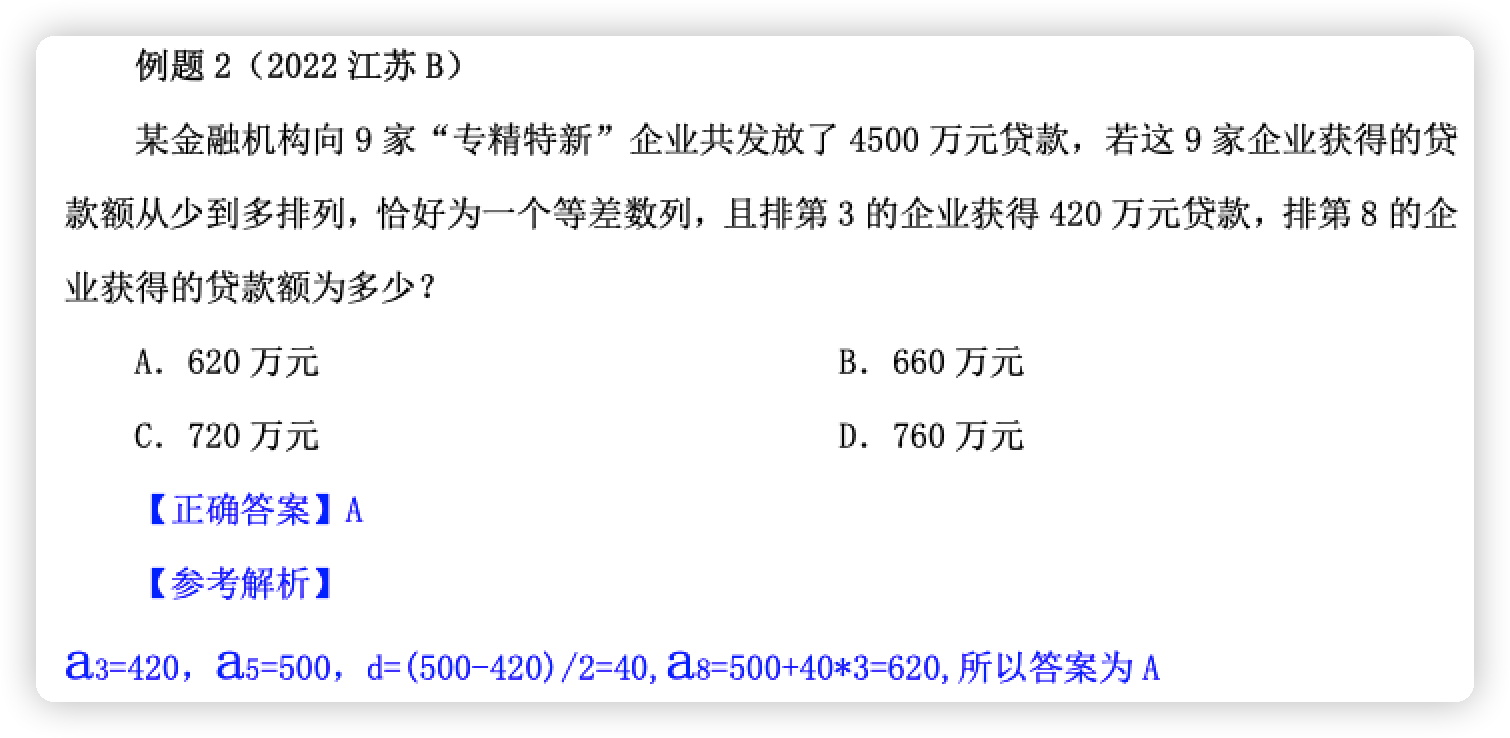 例题 2（2022 江苏 B）
某金融机构向 9 家“专精特新”企业共发放了 4500 万元贷款，若这 9 家企业获得的贷
款额从少到多排列，恰好为一个等差数列，且排第 3 的企业获得 420 万元贷款，排第 8 的企
业获得的贷款额为多少？
A. 620 万元 B. 660 万元
C. 720 万元 D. 760 万元
【正确答案】A
【参考解析】
a3=420，a5=500，d=(500-420)/2=40,a8=500+40*3=620,所以答案为 A